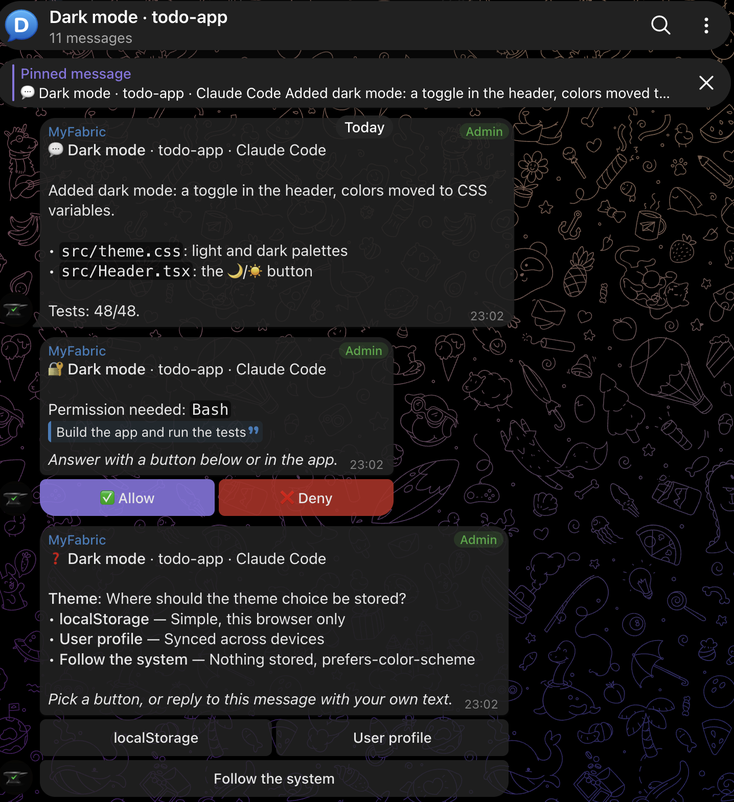 D
Dark mode · todo-app
11 messages
Pinned message
💬 Dark mode · todo-app · Claude Code Added dark mode: a toggle in the header, colors moved t...
Today
MyFabric
Admin
💬 Dark mode · todo-app · Claude Code
Added dark mode: a toggle in the header, colors moved to CSS
variables.
• src/theme.css: light and dark palettes
• src/Header.tsx: the 🌙/☀️ button
Tests: 48/48.
23:02
MyFabric
Admin
🔐 Dark mode · todo-app · Claude Code
Permission needed: Bash
Build the app and run the tests
Answer with a button below or in the app.
23:02
✅ Allow
❌ Deny
MyFabric
Admin
❓ Dark mode · todo-app · Claude Code
Theme: Where should the theme choice be stored?
• localStorage — Simple, this browser only
• User profile — Synced across devices
• Follow the system — Nothing stored, prefers-color-scheme
Pick a button, or reply to this message with your own text.
23:02
localStorage
User profile
Follow the system